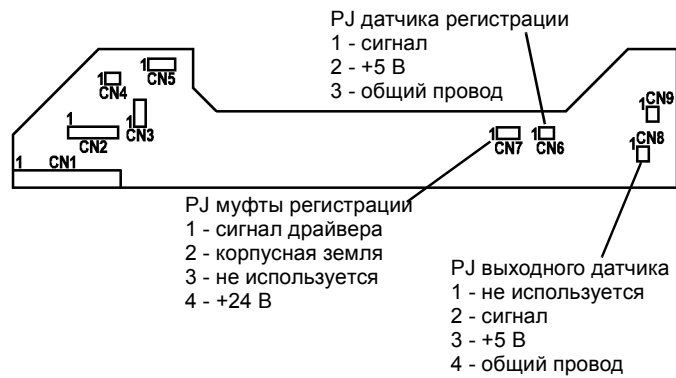 PJ датчика регистрации
1 - сигнал
2 - +5 В
3 - общий провод
1 CN5
1 CN4
1 CN3
1 CN2
1 CN1
1 CN7
1 CN6
1 CN9
1 CN8
PJ муфты регистрации
1 - сигнал драйвера
2 - корпусная земля
3 - не используется
4 - +24 В
PJ выходного датчика
1 - не используется
2 - сигнал
3 - +5 В
4 - общий провод